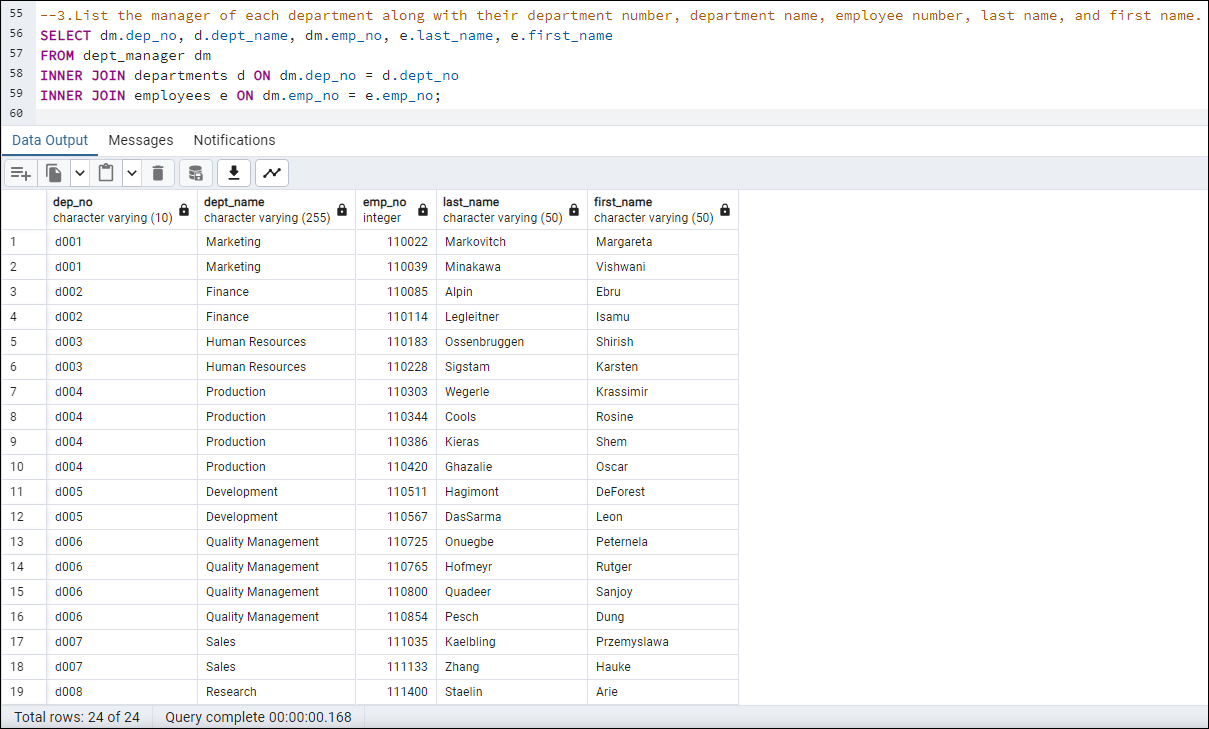 55 --3.List the manager of each department along with their department number, department name, employee number, last name, and first name.
56 SELECT dm.dep_no, d.dept_name, dm.emp_no, e.last_name, e.first_name
57 FROM dept_manager dm
58 INNER JOIN departments d ON dm.dep_no = d.dept_no
59 INNER JOIN employees e ON dm.emp_no = e.emp_no;
60
Data Output Messages Notifications
dep_no dept_name emp_no last_name first_name
character varying (10) character varying (255) integer character varying (50) character varying (50)
1 d001 Marketing 110022 Markovitch Margareta
2 d001 Marketing 110039 Minakawa Vishwani
3 d002 Finance 110085 Alpin Ebru
4 d002 Finance 110114 Legleitner Isamu
5 d003 Human Resources 110183 Ossenbruggen Shirish
6 d003 Human Resources 110228 Sigstam Karsten
7 d004 Production 110303 Wegerle Krassimir
8 d004 Production 110344 Cools Rosine
9 d004 Production 110386 Kieras Shem
10 d004 Production 110420 Ghazalie Oscar
11 d005 Development 110511 Hagimont DeForest
12 d005 Development 110567 DasSarma Leon
13 d006 Quality Management 110725 Onuegbe Peternela
14 d006 Quality Management 110765 Hofmeyr Rutger
15 d006 Quality Management 110800 Quadeer Sanjoy
16 d006 Quality Management 110854 Pesch Dung
17 d007 Sales 111035 Kaelbling Przemyslawa
18 d007 Sales 111133 Zhang Hauke
19 d008 Research 111400 Staelin Arie
Total rows: 24 of 24 Query complete 00:00:00.168